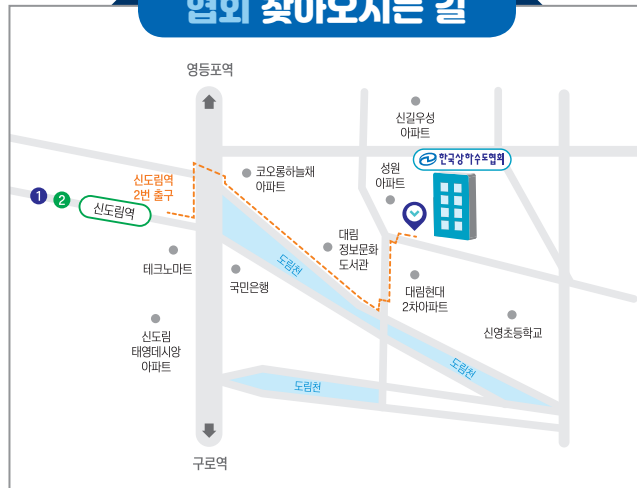 협회 찾아오시는 길
영등포역
신길우성
아파트
한국상하수도협회
신도림역
2번 출구
코오롱하늘채
아파트
성원
아파트
1 2 신도림역
대림
정보문화
도서관
도림천
테크노마트
국민은행
대림현대
2차아파트
신도림
태영데시앙
아파트
신영초등학교
도림천
도림천
구로역